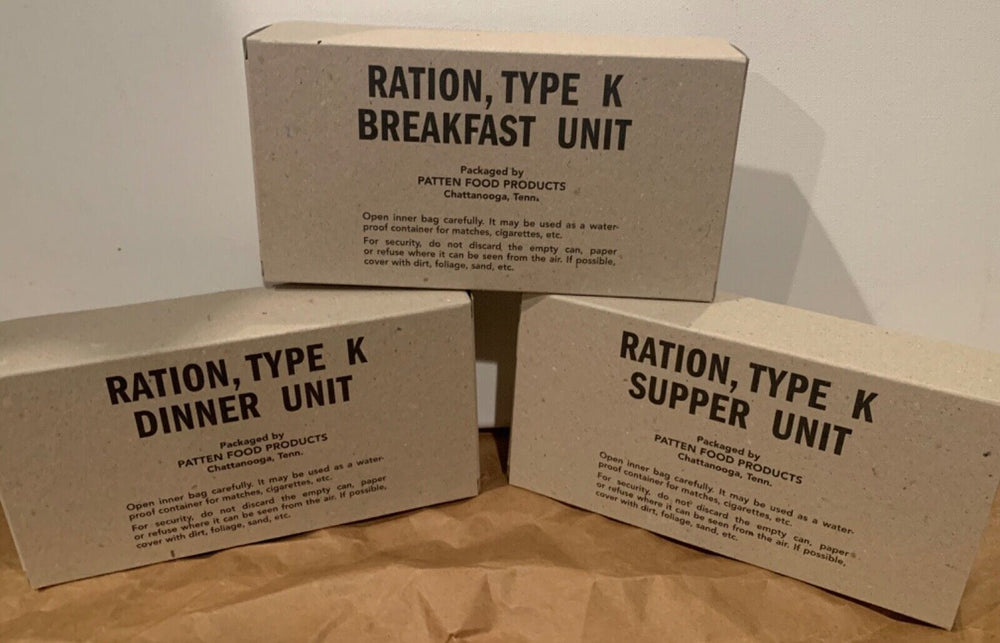 RATION, TYPE K
BREAKFAST UNIT
Packaged by
PATTEN FOOD PRODUCTS
Chattanooga, Tenn.
Open inner bag carefully. It may be used as a water-
proof container for matches, cigarettes, etc.
For security, do not discard the empty can, paper
or refuse where it can be seen from the air. If possible,
cover with dirt, foliage, sand, etc.
RATION, TYPE K
DINNER UNIT
Packaged by
PATTEN FOOD PRODUCTS
Chattanooga, Tenn.
Open inner bag carefully. It may be used as a water-
proof container for matches, cigarettes, etc.
For security, do not discard the empty can, paper
or refuse where it can be seen from the air. If possible,
cover with dirt, foliage, sand, etc.
RATION, TYPE K
SUPPER UNIT
Packaged by
PATTEN FOOD PRODUCTS
Chattanooga, Tenn.
Open inner bag carefully. It may be used as a water-
proof container for matches, cigarettes, etc.
For security, do not discard the empty can, paper
or refuse where it can be seen from the air. If possible,
cover with dirt, foliage, sand, etc.